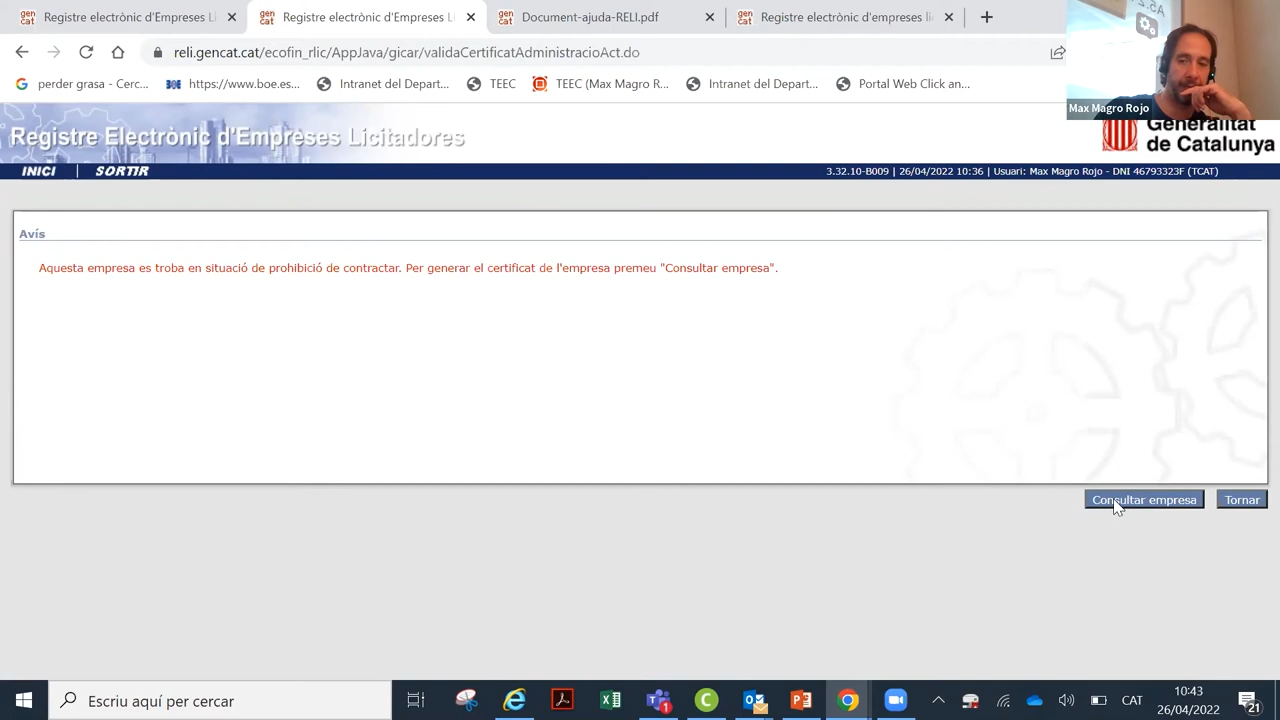 Registre electrònic d'Empreses Li
Registre electrònic d'Empreses L
Document-ajuda-RELI.pdf
Registre electrònic d'empreses li
reli.gencat.cat/ecofin_rlic/AppJava/gicar/validaCertificatAdministracioAct.do
perder grasa - Cerc...
https://www.boe.es...
Intranet del Depart...
TEEC
TEEC (Max Magro R...
Intranet del Depart...
Portal Web Click an...
Max Magro Rojo
Registre Electrònic d'Empreses Licitadores
Generalitat
de Catalunya
INICI | SORTIR
3.32.10-B009 | 26/04/2022 10:36 | Usuari: Max Magro Rojo - DNI 46793323F (TCAT)
Avís
Aquesta empresa es troba en situació de prohibició de contractar. Per generar el certificat de l'empresa premeu "Consultar empresa".
Consultar empresa
Tornar
Escriu aquí per cercar
CAT
10:43
26/04/2022
21